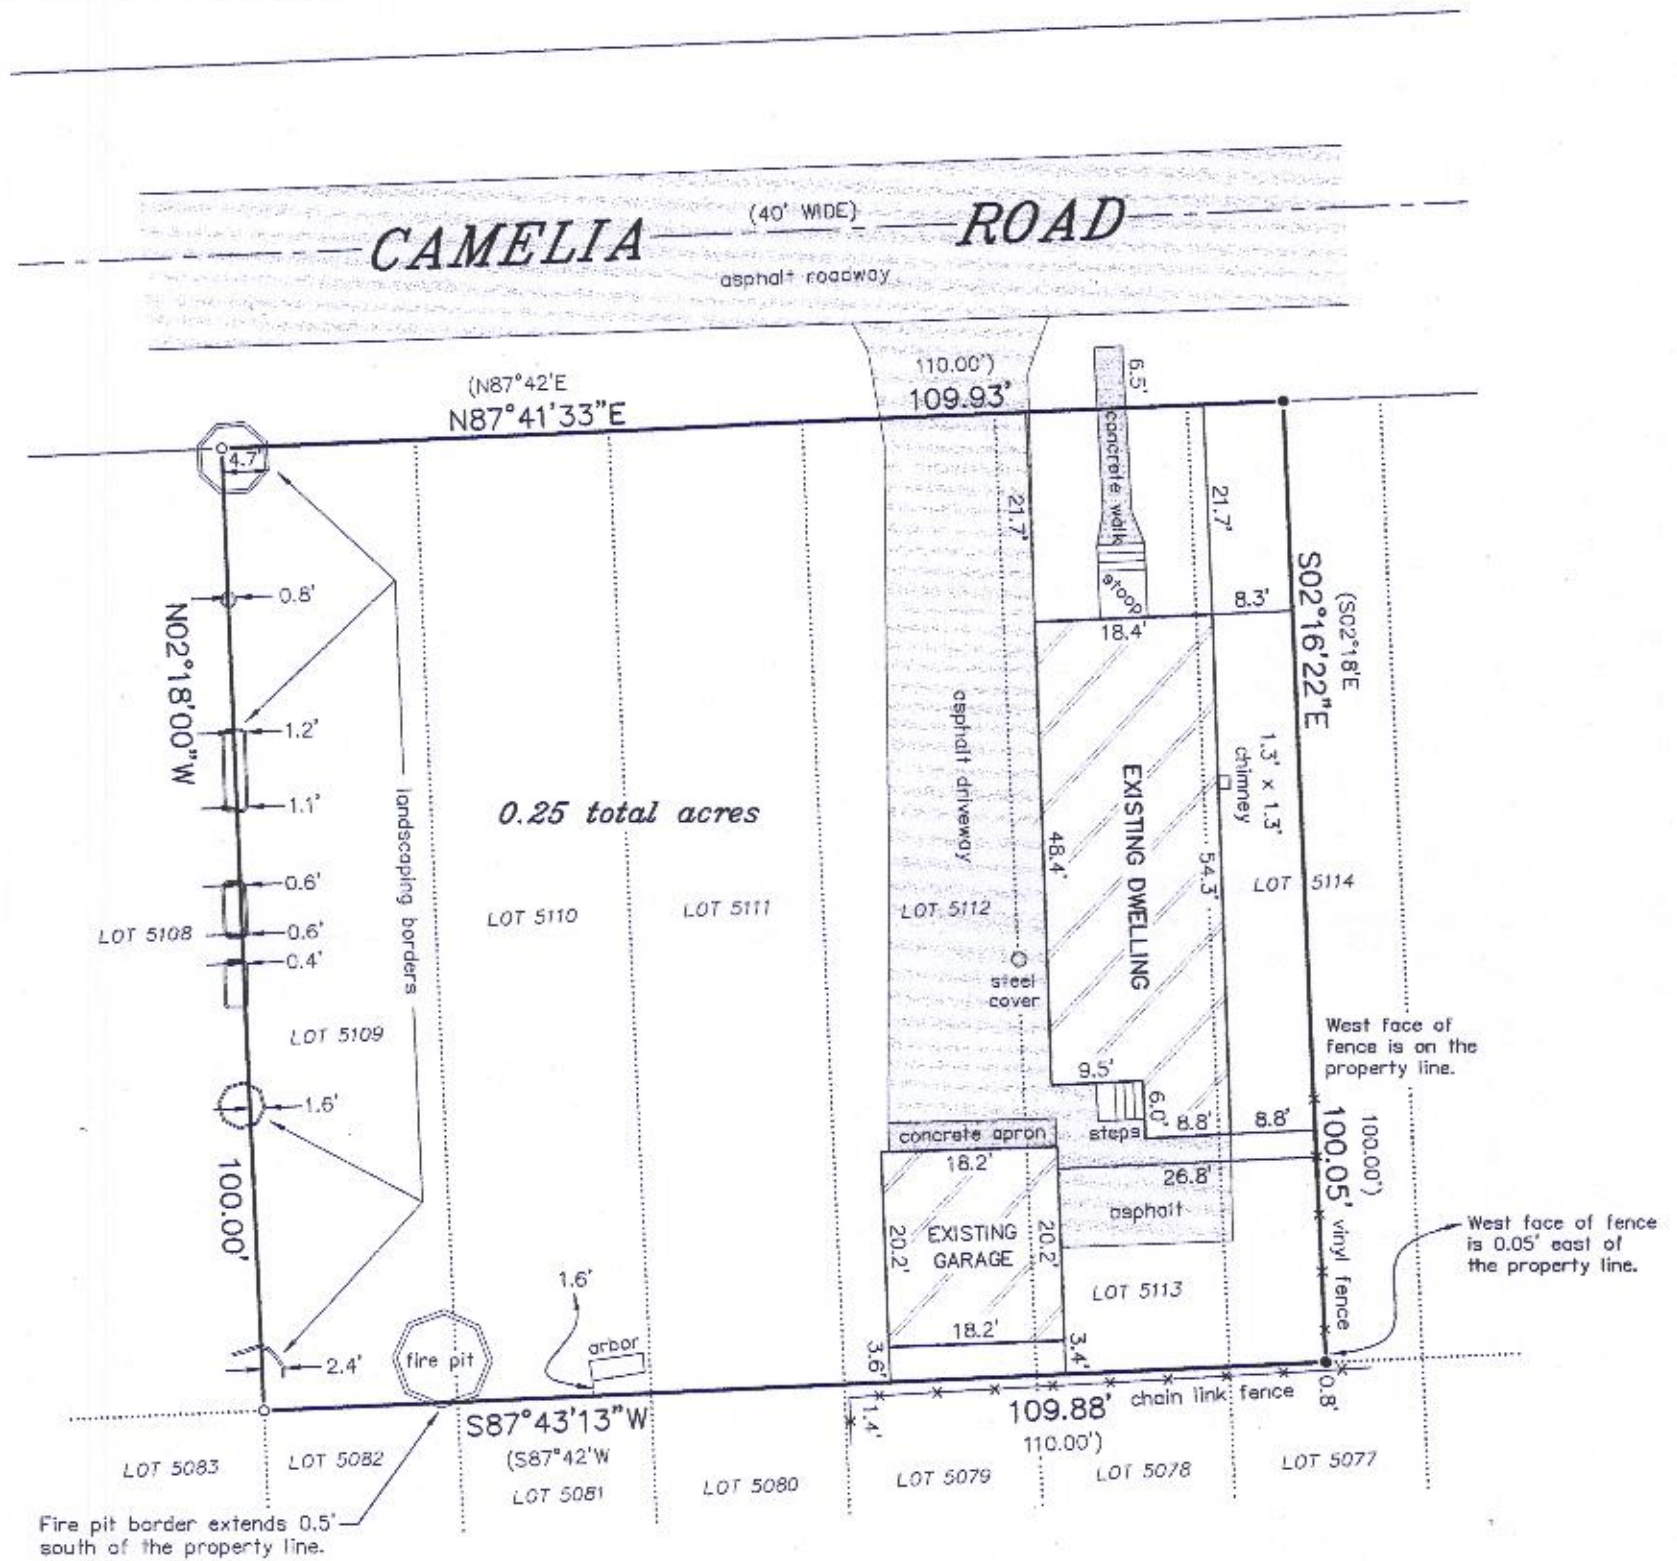 CAMELIA (40' WIDE) ROAD
asphalt roadway
(N87°42'E 110.00')
N87°41'33"E 109.93'
6.5'
concrete walk
stoop
4.7'
21.7'
21.7'
8.3'
18.4'
0.8'
N02°18'00"W
100.00'
1.2'
1.1'
0.6'
0.6'
0.4'
1.6'
2.4'
landscaping borders
0.25 total acres
asphalt driveway
EXISTING DWELLING
48.4'
54.3'
1.3' x 1.3'
chimney
(S02°18'E
S02°16'22"E
LOT 5108
LOT 5109
LOT 5110
LOT 5111
LOT 5112
LOT 5114
steel
cover
West face of
fence is on the
property line.
9.5'
6.0'
8.8'
8.8'
steps
concrete apron
18.2'
26.8'
asphalt
100.05'
100.00')
vinyl fence
West face of fence
is 0.05' east of
the property line.
EXISTING
GARAGE
20.2'
20.2'
18.2'
LOT 5113
3.6'
3.4'
1.6'
arbor
fire pit
1.4'
0.8'
chain link fence
S87°43'13"W 109.88'
(S87°42'W 110.00')
LOT 5083
LOT 5082
LOT 5081
LOT 5080
LOT 5079
LOT 5078
LOT 5077
Fire pit border extends 0.5'
south of the property line.